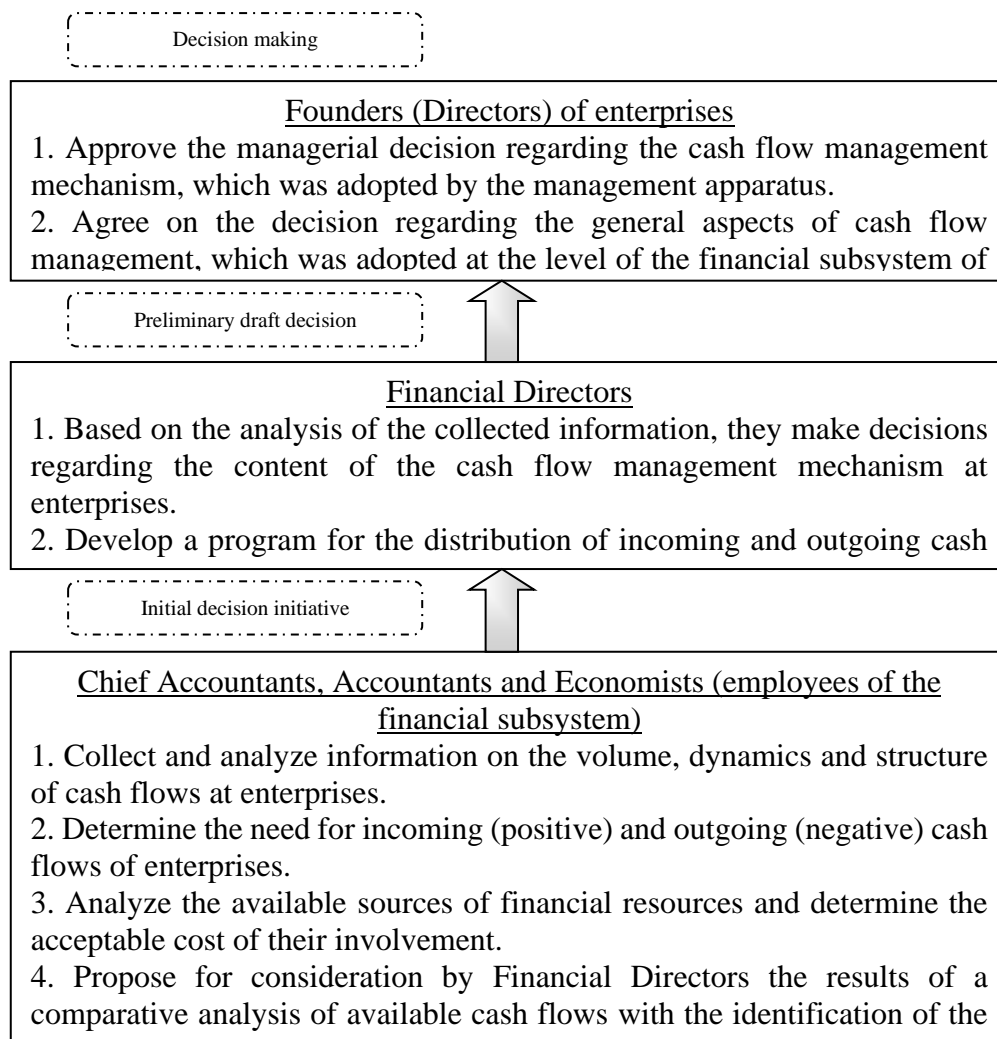 Decision making
Founders (Directors) of enterprises
1. Approve the managerial decision regarding the cash flow management
mechanism, which was adopted by the management apparatus.
2. Agree on the decision regarding the general aspects of cash flow
management, which was adopted at the level of the financial subsystem of
Preliminary draft decision
Financial Directors
1. Based on the analysis of the collected information, they make decisions
regarding the content of the cash flow management mechanism at
enterprises.
2. Develop a program for the distribution of incoming and outgoing cash
Initial decision initiative
Chief Accountants, Accountants and Economists (employees of the
financial subsystem)
1. Collect and analyze information on the volume, dynamics and structure
of cash flows at enterprises.
2. Determine the need for incoming (positive) and outgoing (negative) cash
flows of enterprises.
3. Analyze the available sources of financial resources and determine the
acceptable cost of their involvement.
4. Propose for consideration by Financial Directors the results of a
comparative analysis of available cash flows with the identification of the